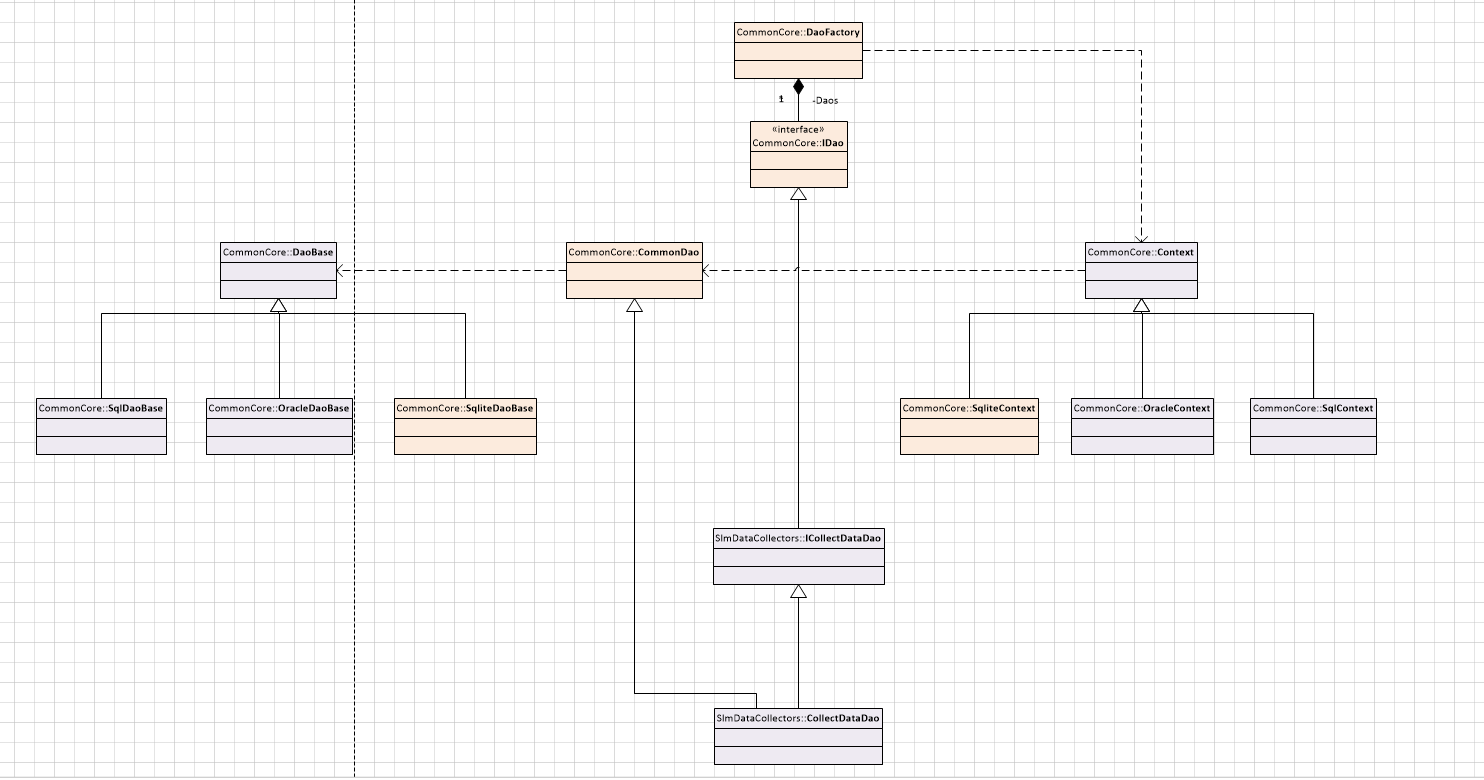 CommonCore::DaoFactory
1
-Daos
«interface»
CommonCore::IDao
CommonCore::DaoBase
CommonCore::CommonDao
CommonCore::Context
CommonCore::SqlDaoBase
CommonCore::OracleDaoBase
CommonCore::SqliteDaoBase
CommonCore::SqliteContext
CommonCore::OracleContext
CommonCore::SqlContext
SlmDataCollectors::ICollectDataDao
SlmDataCollectors::CollectDataDao